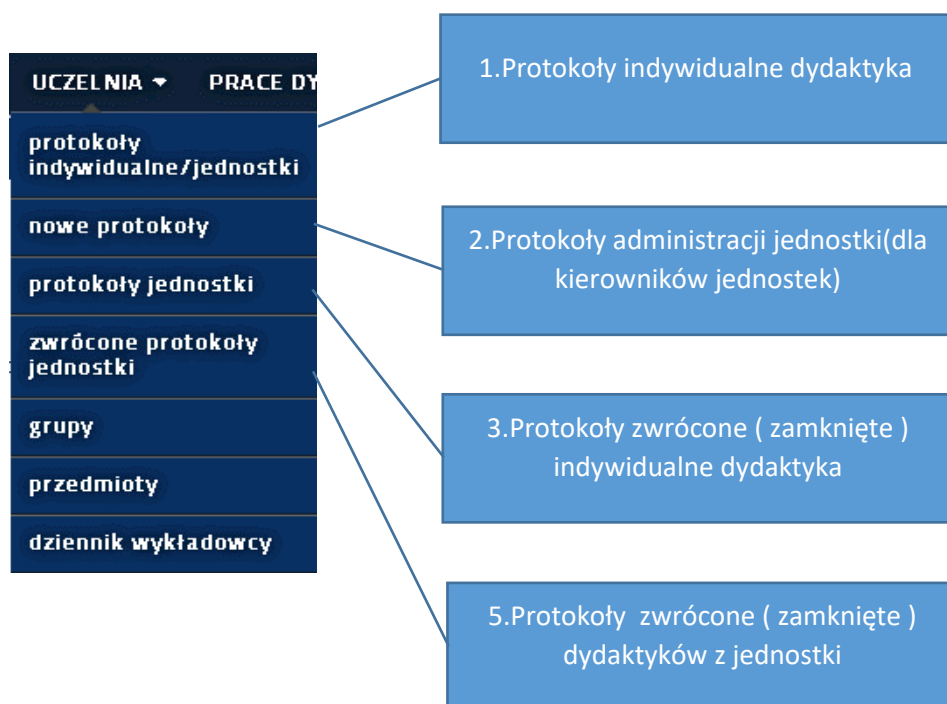 UCZELNIA PRACE DY
protokoły
indywidualne/jednostki
nowe protokoły
protokoły jednostki
zwrócone protokoły
jednostki
grupy
przedmioty
dziennik wykładowcy
1.Protokoły indywidualne dydaktyka
2.Protokoły administracji jednostki(dla
kierowników jednostek)
3.Protokoły zwrócone ( zamknięte )
indywidualne dydaktyka
5.Protokoły zwrócone ( zamknięte )
dydaktyków z jednostki